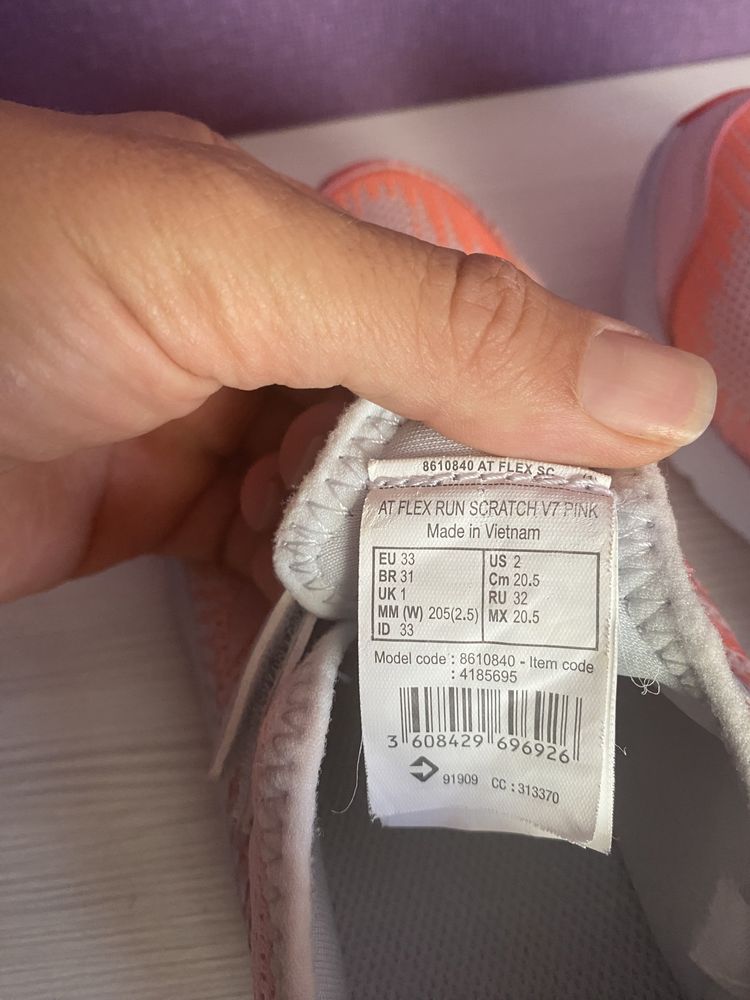 8610840 AT FLEX SC
AT FLEX RUN SCRATCH V7 PINK
Made in Vietnam
EU 33
BR 31
UK 1
MM (W) 205(2.5)
ID 33
US 2
Cm 20.5
RU 32
MX 20.5
Model code : 8610840 - Item code
: 4185695
3 608429 696926
91909 CC : 313370